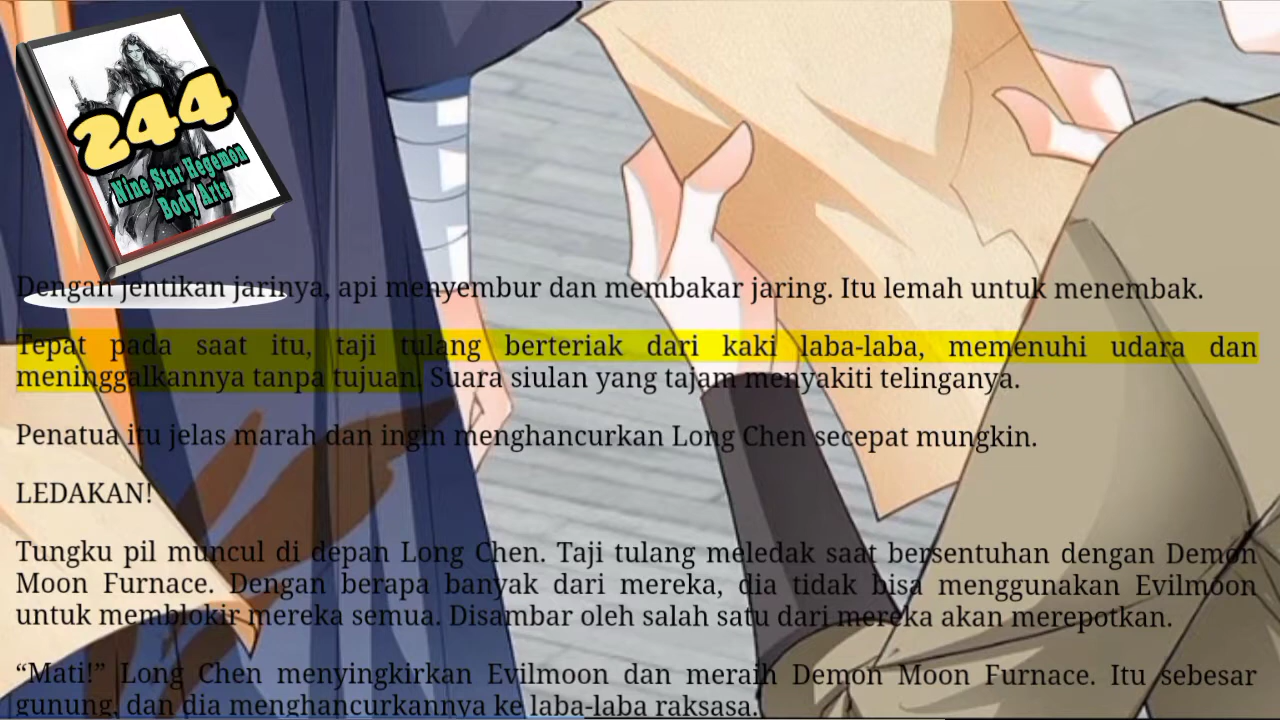 244
Nine Star Hegemon
Body Arts
Dengan jentikan jarinya, api menyembur dan membakar jaring. Itu lemah untuk menembak.
Tepat pada saat itu, taji tulang berteriak dari kaki laba-laba, memenuhi udara dan
meninggalkannya tanpa tujuan. Suara siulan yang tajam menyakiti telinganya.
Penatua itu jelas marah dan ingin menghancurkan Long Chen secepat mungkin.
LEDAKAN!
Tungku pil muncul di depan Long Chen. Taji tulang meledak saat bersentuhan dengan Demon
Moon Furnace. Dengan berapa banyak dari mereka, dia tidak bisa menggunakan Evilmoon
untuk memblokir mereka semua. Disambar oleh salah satu dari mereka akan merepotkan.
“Mati!” Long Chen menyingkirkan Evilmoon dan meraih Demon Moon Furnace. Itu sebesar
gunung, dan dia menghancurkannya ke laba-laba raksasa.